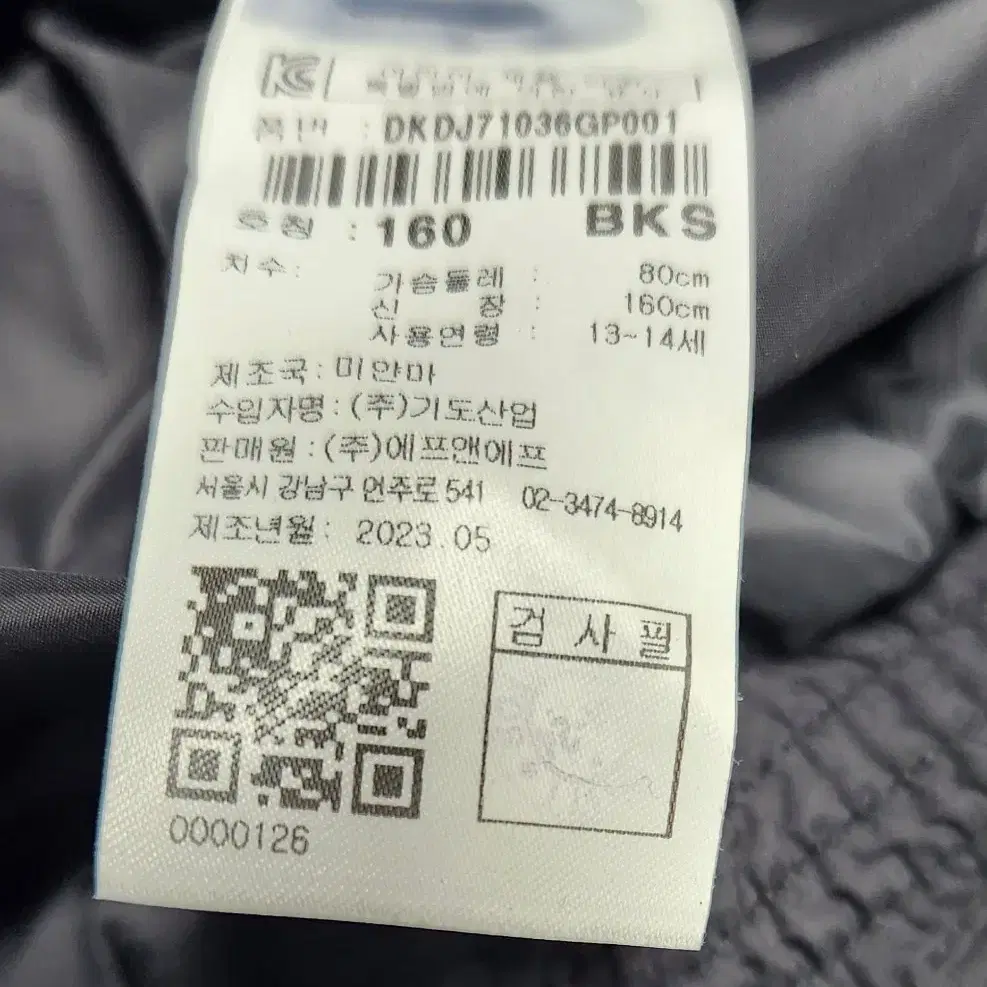 품번 : DKDJ71036GP001
호칭 : 160 BKS
치수 :
가슴둘레 : 80cm
신 장 : 160cm
사용연령 : 13~14세
제조국 : 미얀마
수입자명 : (주)기도산업
판매원 : (주)에프앤에프
서울시 강남구 언주로 541 02-3474-8914
제조년월 : 2023.05
검 사 필
0000126